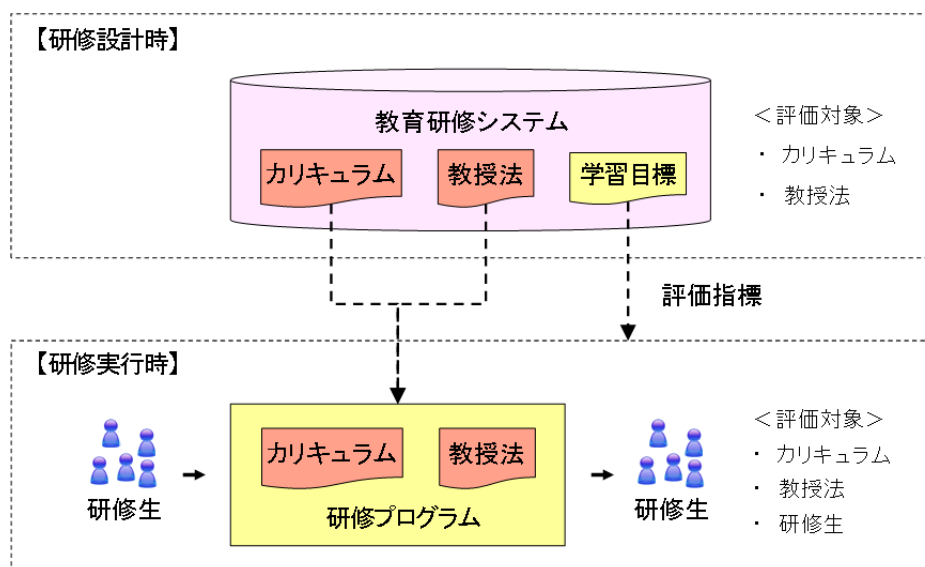 【研修設計時】
教育研修システム
カリキュラム
教授法
学習目標
＜評価対象＞
・ カリキュラム
・ 教授法
評価指標
【研修実行時】
研修生
カリキュラム
教授法
研修プログラム
研修生
＜評価対象＞
・ カリキュラム
・ 教授法
・ 研修生